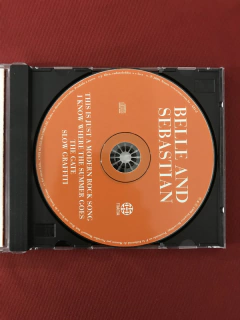 BELLE AND
SEBASTIAN
THIS IS JUST A MODERN ROCK SONG
I KNOW WHERE THE SUMMER GOES
THE GATE
SLOW GRAFFITI